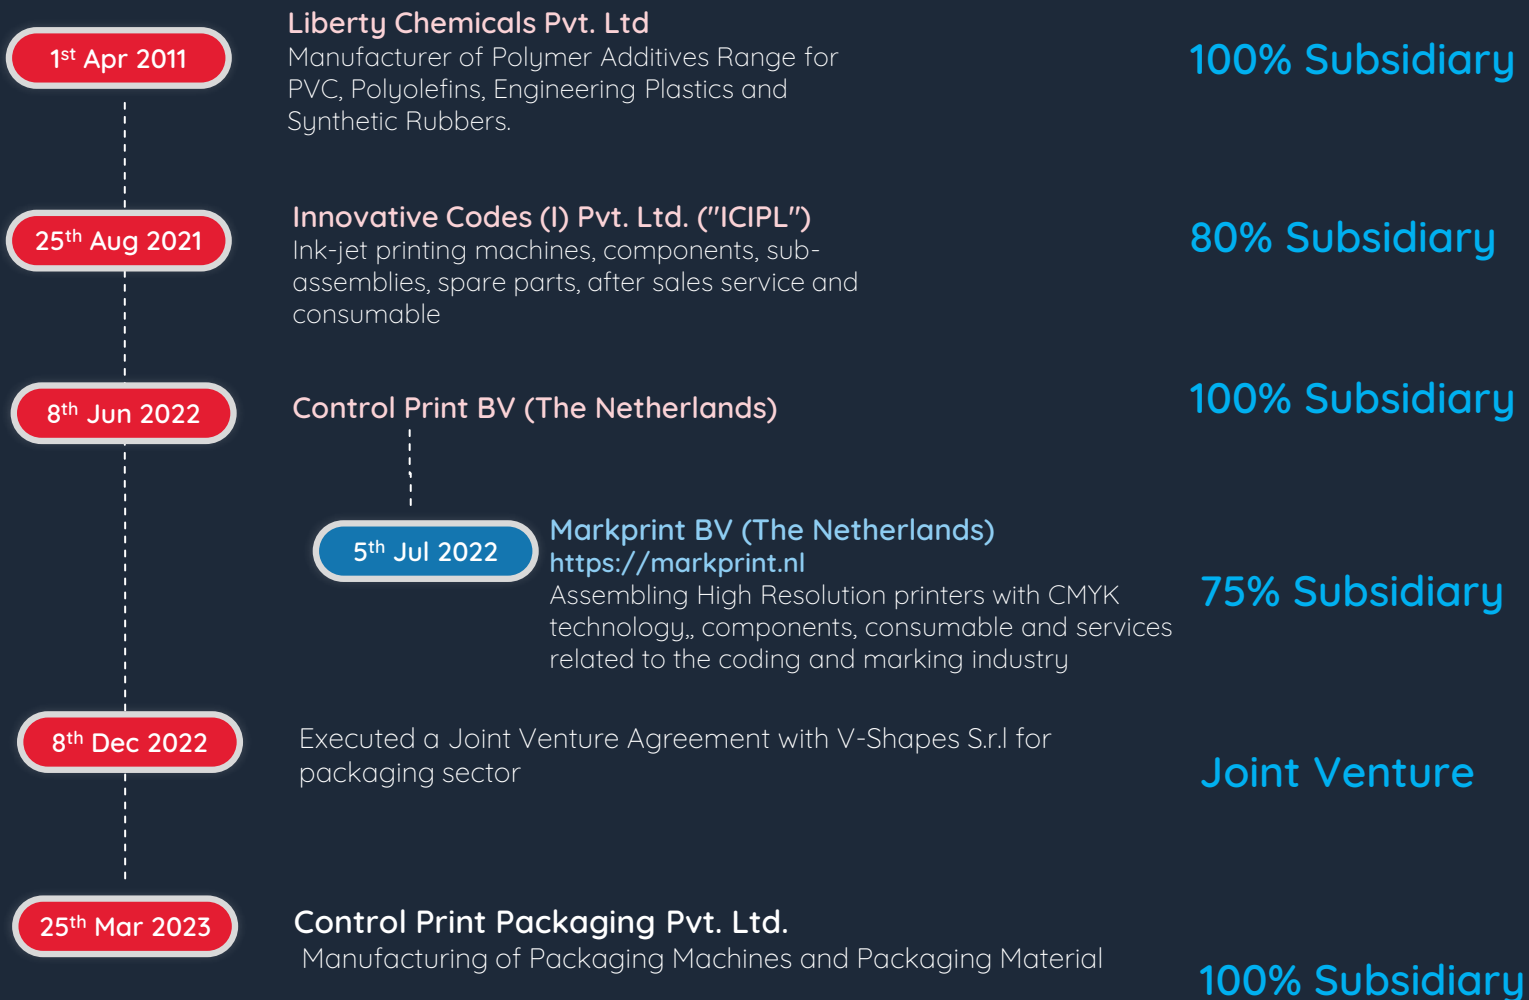 1st Apr 2011
Liberty Chemicals Pvt. Ltd
Manufacturer of Polymer Additives Range for
PVC, Polyolefins, Engineering Plastics and
Synthetic Rubbers.
100% Subsidiary
25th Aug 2021
Innovative Codes (I) Pvt. Ltd. ("ICIPL")
Ink-jet printing machines, components, sub-
assemblies, spare parts, after sales service and
consumable
80% Subsidiary
8th Jun 2022
Control Print BV (The Netherlands)
100% Subsidiary
5th Jul 2022
Markprint BV (The Netherlands)
https://markprint.nl
Assembling High Resolution printers with CMYK
technology,, components, consumable and services
related to the coding and marking industry
75% Subsidiary
8th Dec 2022
Executed a Joint Venture Agreement with V-Shapes S.r.l for
packaging sector
Joint Venture
25th Mar 2023
Control Print Packaging Pvt. Ltd.
Manufacturing of Packaging Machines and Packaging Material
100% Subsidiary